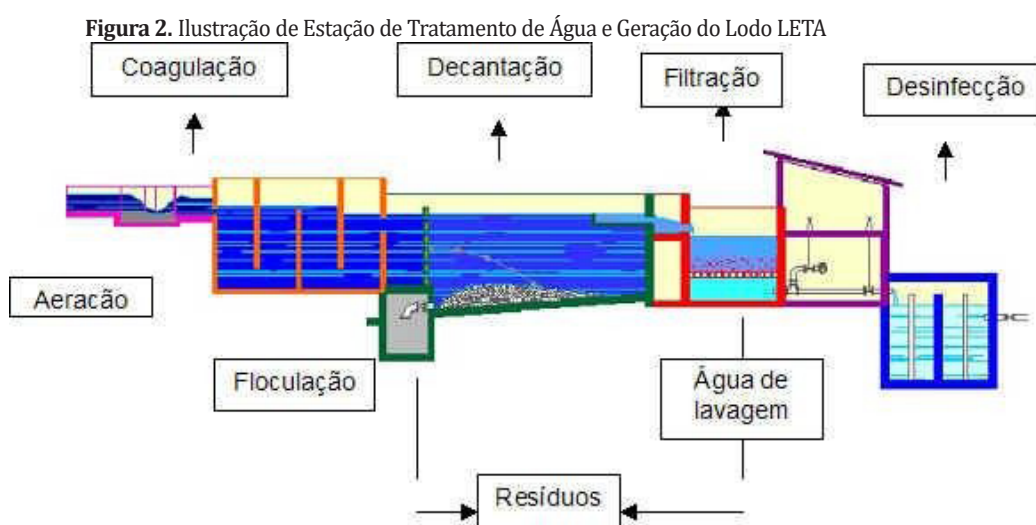 Figura 2. Ilustração de Estação de Tratamento de Água e Geração do Lodo LETA
Coagulação
Decantação
Filtração
Desinfecção
Aeracão
Floculação
Água de
lavagem
Resíduos